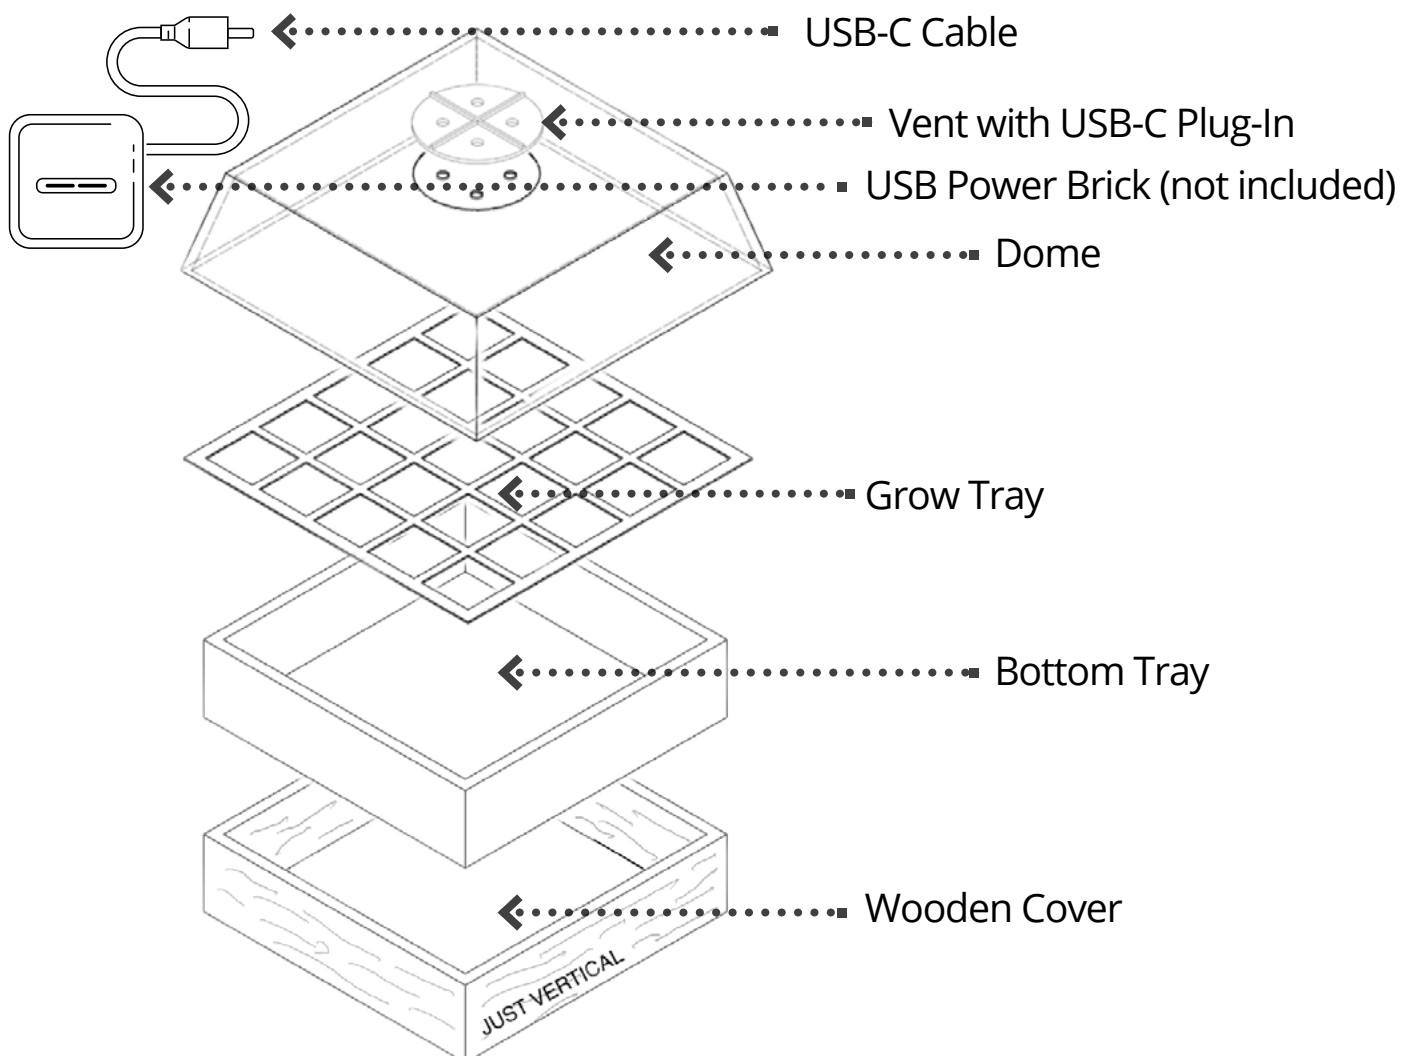 USB-C Cable
Vent with USB-C Plug-In
USB Power Brick (not included)
Dome
Grow Tray
Bottom Tray
Wooden Cover
JUST VERTICAL